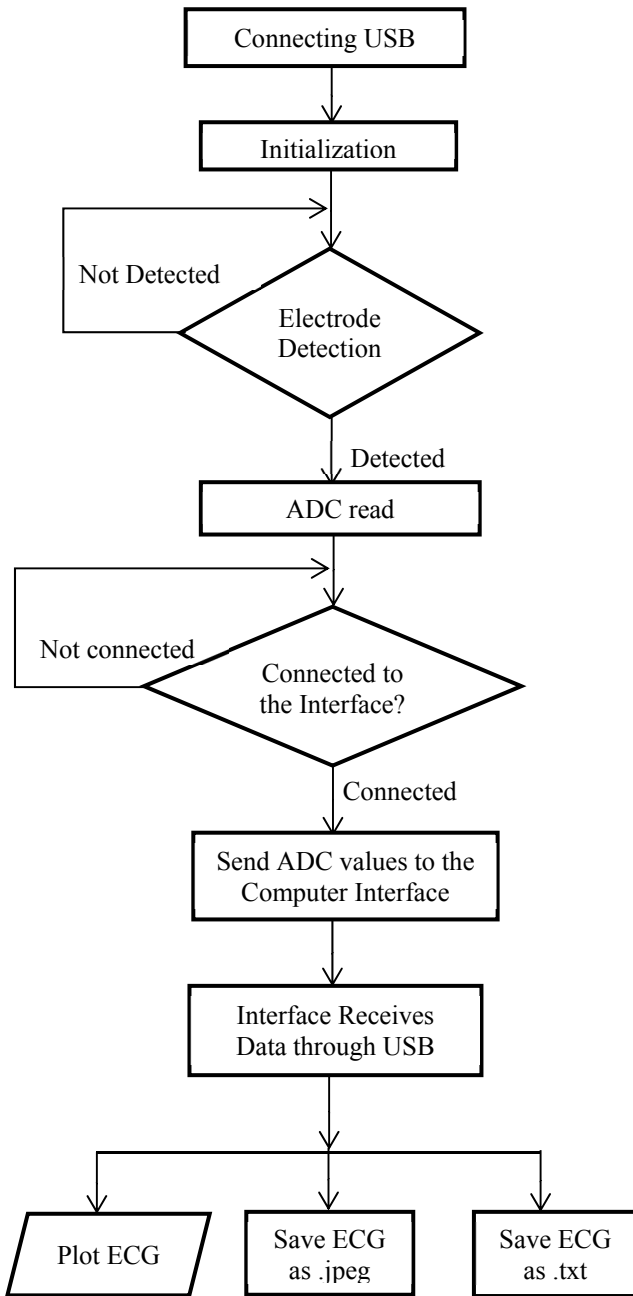 Connecting USB
Initialization
Not Detected
Electrode
Detection
Detected
ADC read
Not connected
Connected to
the Interface?
Connected
Send ADC values to the
Computer Interface
Interface Receives
Data through USB
Plot ECG
Save ECG
as .jpeg
Save ECG
as .txt